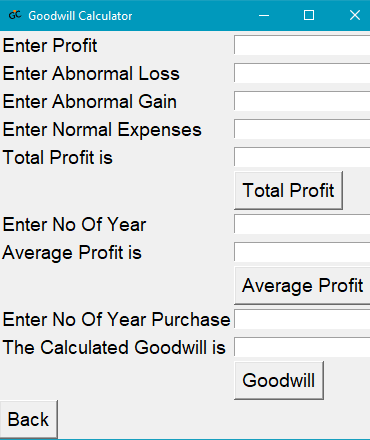 GC Goodwill Calculator
Enter Profit
Enter Abnormal Loss
Enter Abnormal Gain
Enter Normal Expenses
Total Profit is
Total Profit
Enter No Of Year
Average Profit is
Average Profit
Enter No Of Year Purchase
The Calculated Goodwill is
Goodwill
Back